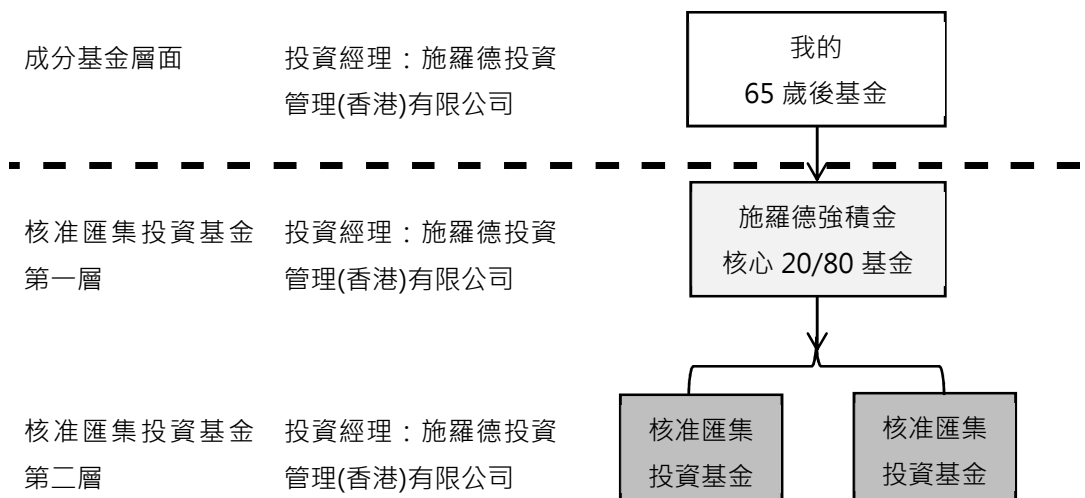 成分基金層面
投資經理：施羅德投資
管理(香港)有限公司
我的
65 歲後基金
核准匯集投資基金
第一層
投資經理：施羅德投資
管理(香港)有限公司
施羅德強積金
核心 20/80 基金
核准匯集投資基金
第二層
投資經理：施羅德投資
管理(香港)有限公司
核准匯集
投資基金
核准匯集
投資基金